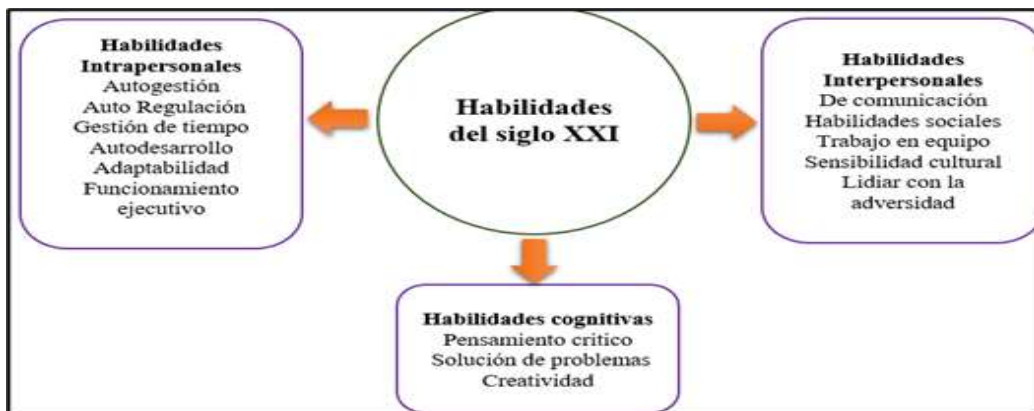 Habilidades
Intrapersonales
Autogestión
Auto Regulación
Gestión de tiempo
Autodesarrollo
Adaptabilidad
Funcionamiento
ejecutivo
Habilidades
del siglo XXI
Habilidades
Interpersonales
De comunicación
Habilidades sociales
Trabajo en equipo
Sensibilidad cultural
Lidiar con la
adversidad
Habilidades cognitivas
Pensamiento critico
Solución de problemas
Creatividad